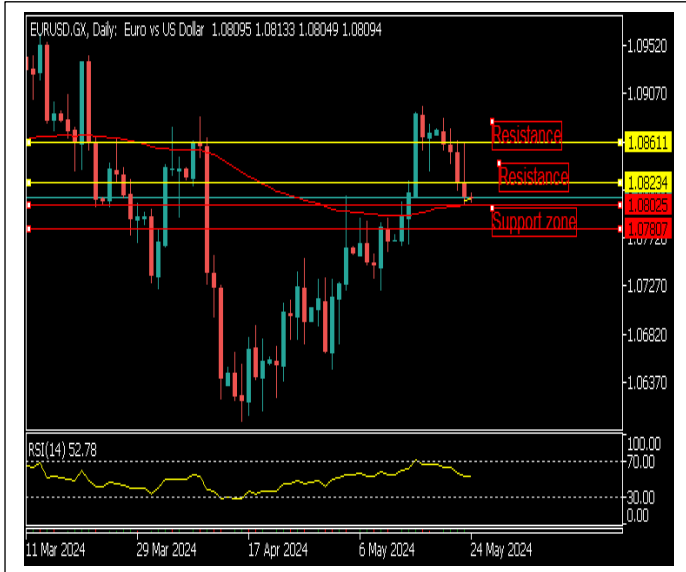 EURUSD.GX, Daily: Euro vs US Dollar 1.08095 1.08133 1.08049 1.08094
1.09520
1.09070
Resistance
1.08611
Resistance
1.08234
1.08025
Support zone
1.07807
1.07720
1.07270
1.06820
1.06370
RSI(14) 52.78
100.00
70.00
30.00
0.00
11 Mar 2024 29 Mar 2024 17 Apr 2024 6 May 2024 24 May 2024